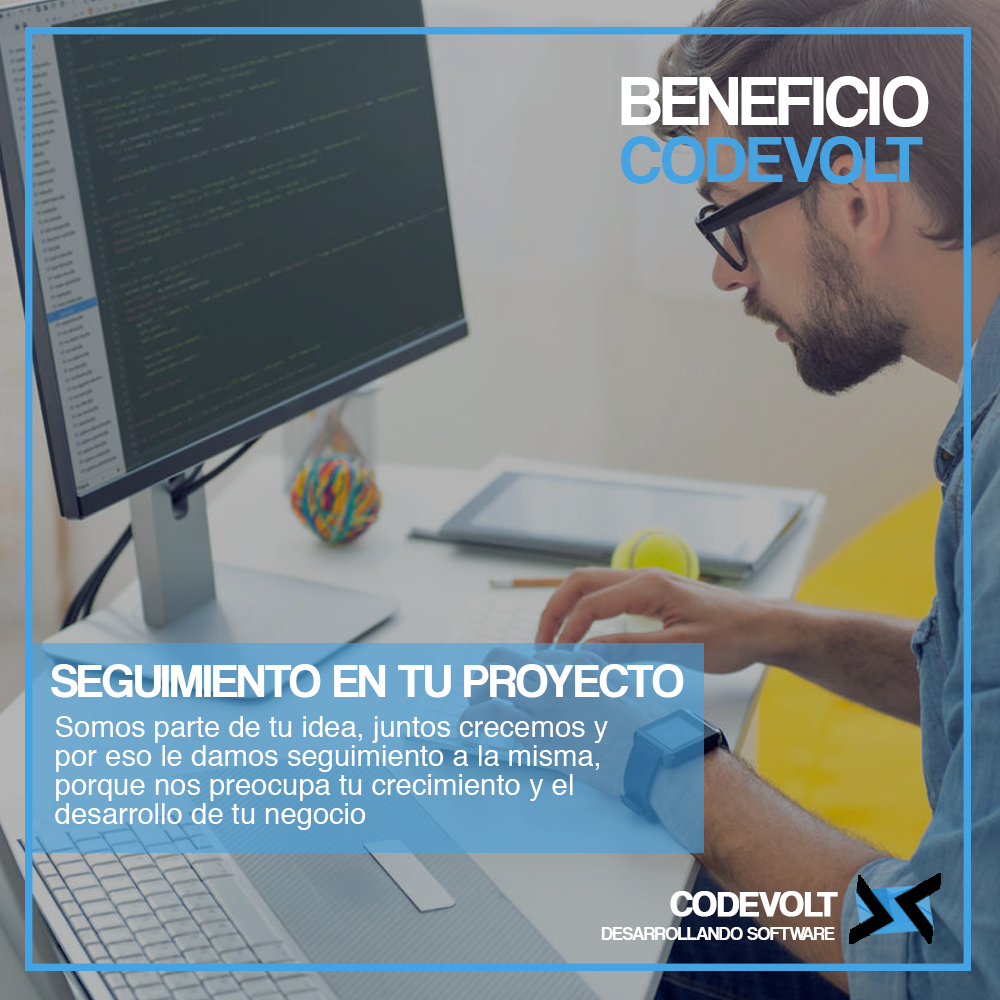 BENEFICIO
CODEVOLT
SEGUIMIENTO EN TU PROYECTO
Somos parte de tu idea, juntos crecemos y
por eso le damos seguimiento a la misma,
porque nos preocupa tu crecimiento y el
desarrollo de tu negocio
CODEVOLT
DESARROLLANDO SOFTWARE